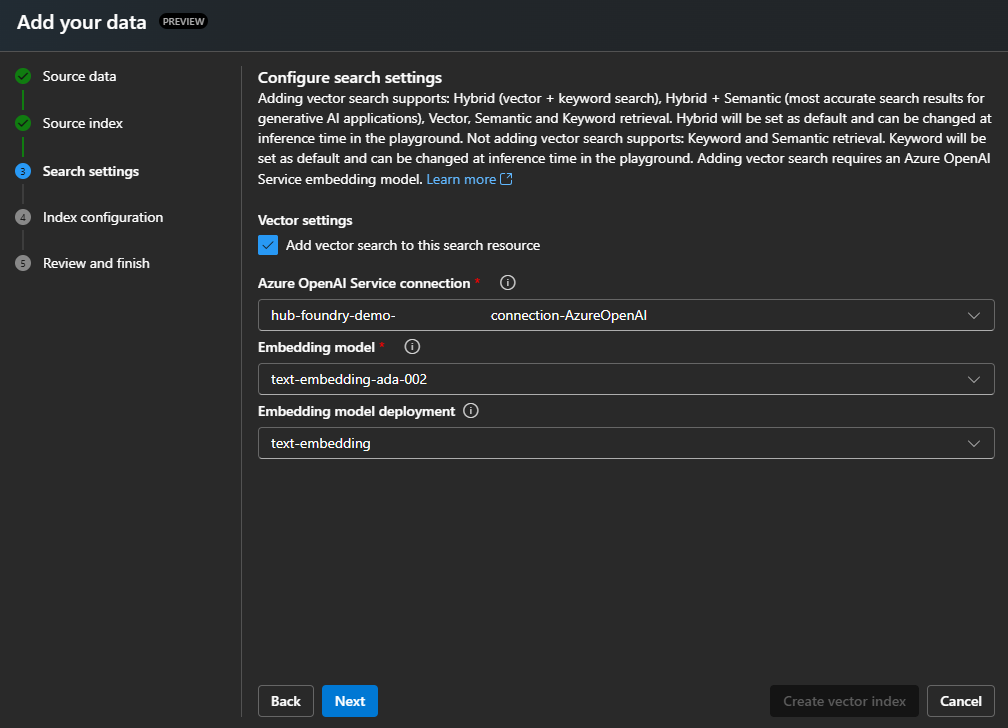 Add your data PREVIEW
Source data
Source index
3 Search settings
4 Index configuration
5 Review and finish
Configure search settings
Adding vector search supports: Hybrid (vector + keyword search), Hybrid + Semantic (most accurate search results for
generative AI applications), Vector, Semantic and Keyword retrieval. Hybrid will be set as default and can be changed at
inference time in the playground. Not adding vector search supports: Keyword and Semantic retrieval. Keyword will be
set as default and can be changed at inference time in the playground. Adding vector search requires an Azure OpenAI
Service embedding model. Learn more
Vector settings
Add vector search to this search resource
Azure OpenAI Service connection *
hub-foundry-demo- connection-AzureOpenAI
Embedding model *
text-embedding-ada-002
Embedding model deployment
text-embedding
Back Next Create vector index Cancel